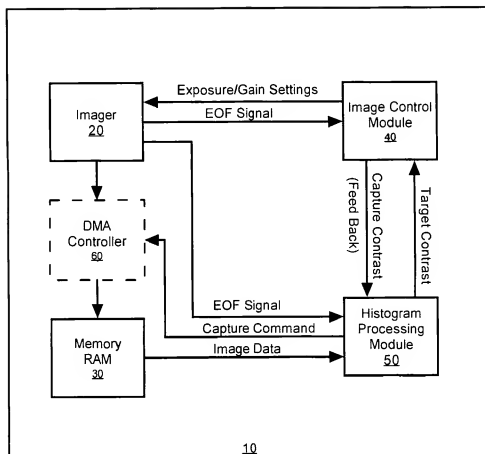 Exposure/Gain Settings
Imager
20
EOF Signal
Image Control
Module
40
Capture Contrast
(Feed Back)
Target Contrast
DMA
Controller
60
EOF Signal
Capture Command
Image Data
Memory
RAM
30
Histogram
Processing
Module
50
10